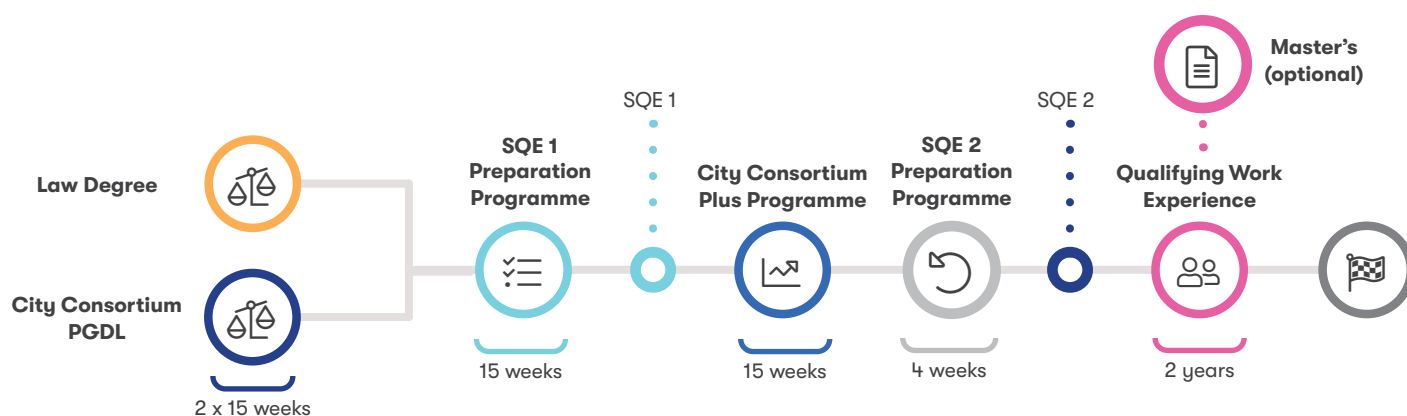 Law Degree
City Consortium
PGDL
2 x 15 weeks
SQE 1
Preparation
Programme
15 weeks
SQE 1
City Consortium
Plus Programme
15 weeks
SQE 2
Preparation
Programme
4 weeks
SQE 2
Master's
(optional)
Qualifying Work
Experience
2 years